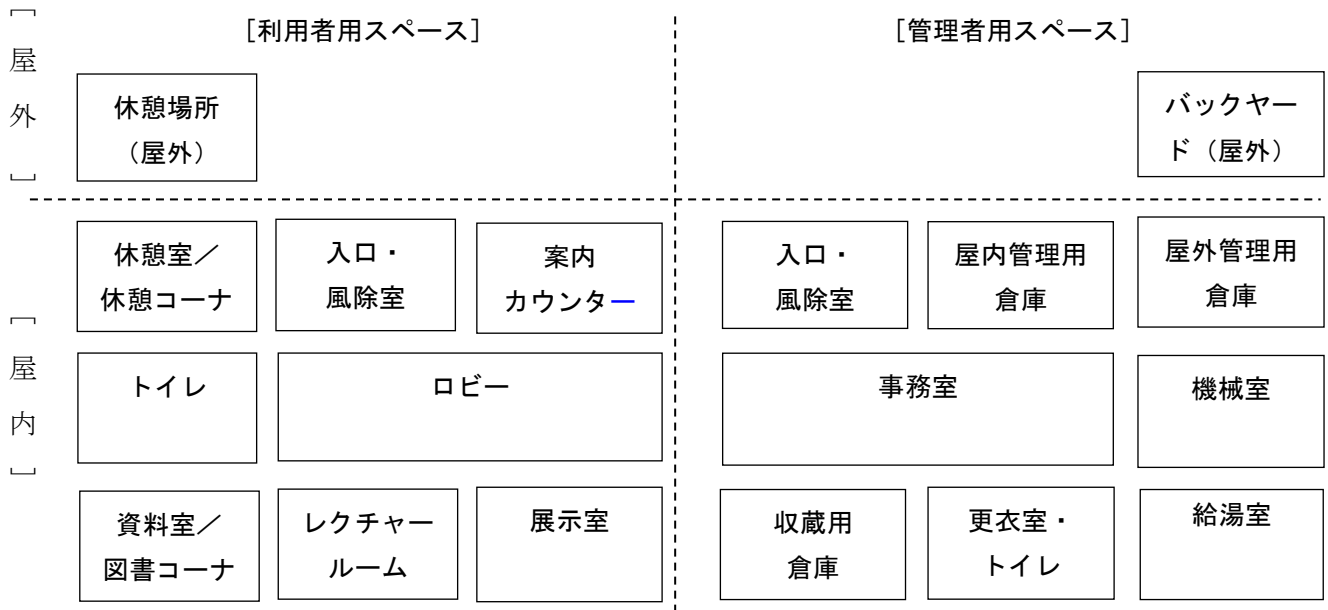 ［利用者用スペース］
［管理者用スペース］
［屋外］
休憩場所
（屋外）
バックヤー
ド（屋外）
［屋内］
休憩室／
休憩コーナ
入口・
風除室
案内
カウンター
入口・
風除室
屋内管理用
倉庫
屋外管理用
倉庫
トイレ
ロビー
事務室
機械室
資料室／
図書コーナ
レクチャー
ルーム
展示室
収蔵用
倉庫
更衣室・
トイレ
給湯室